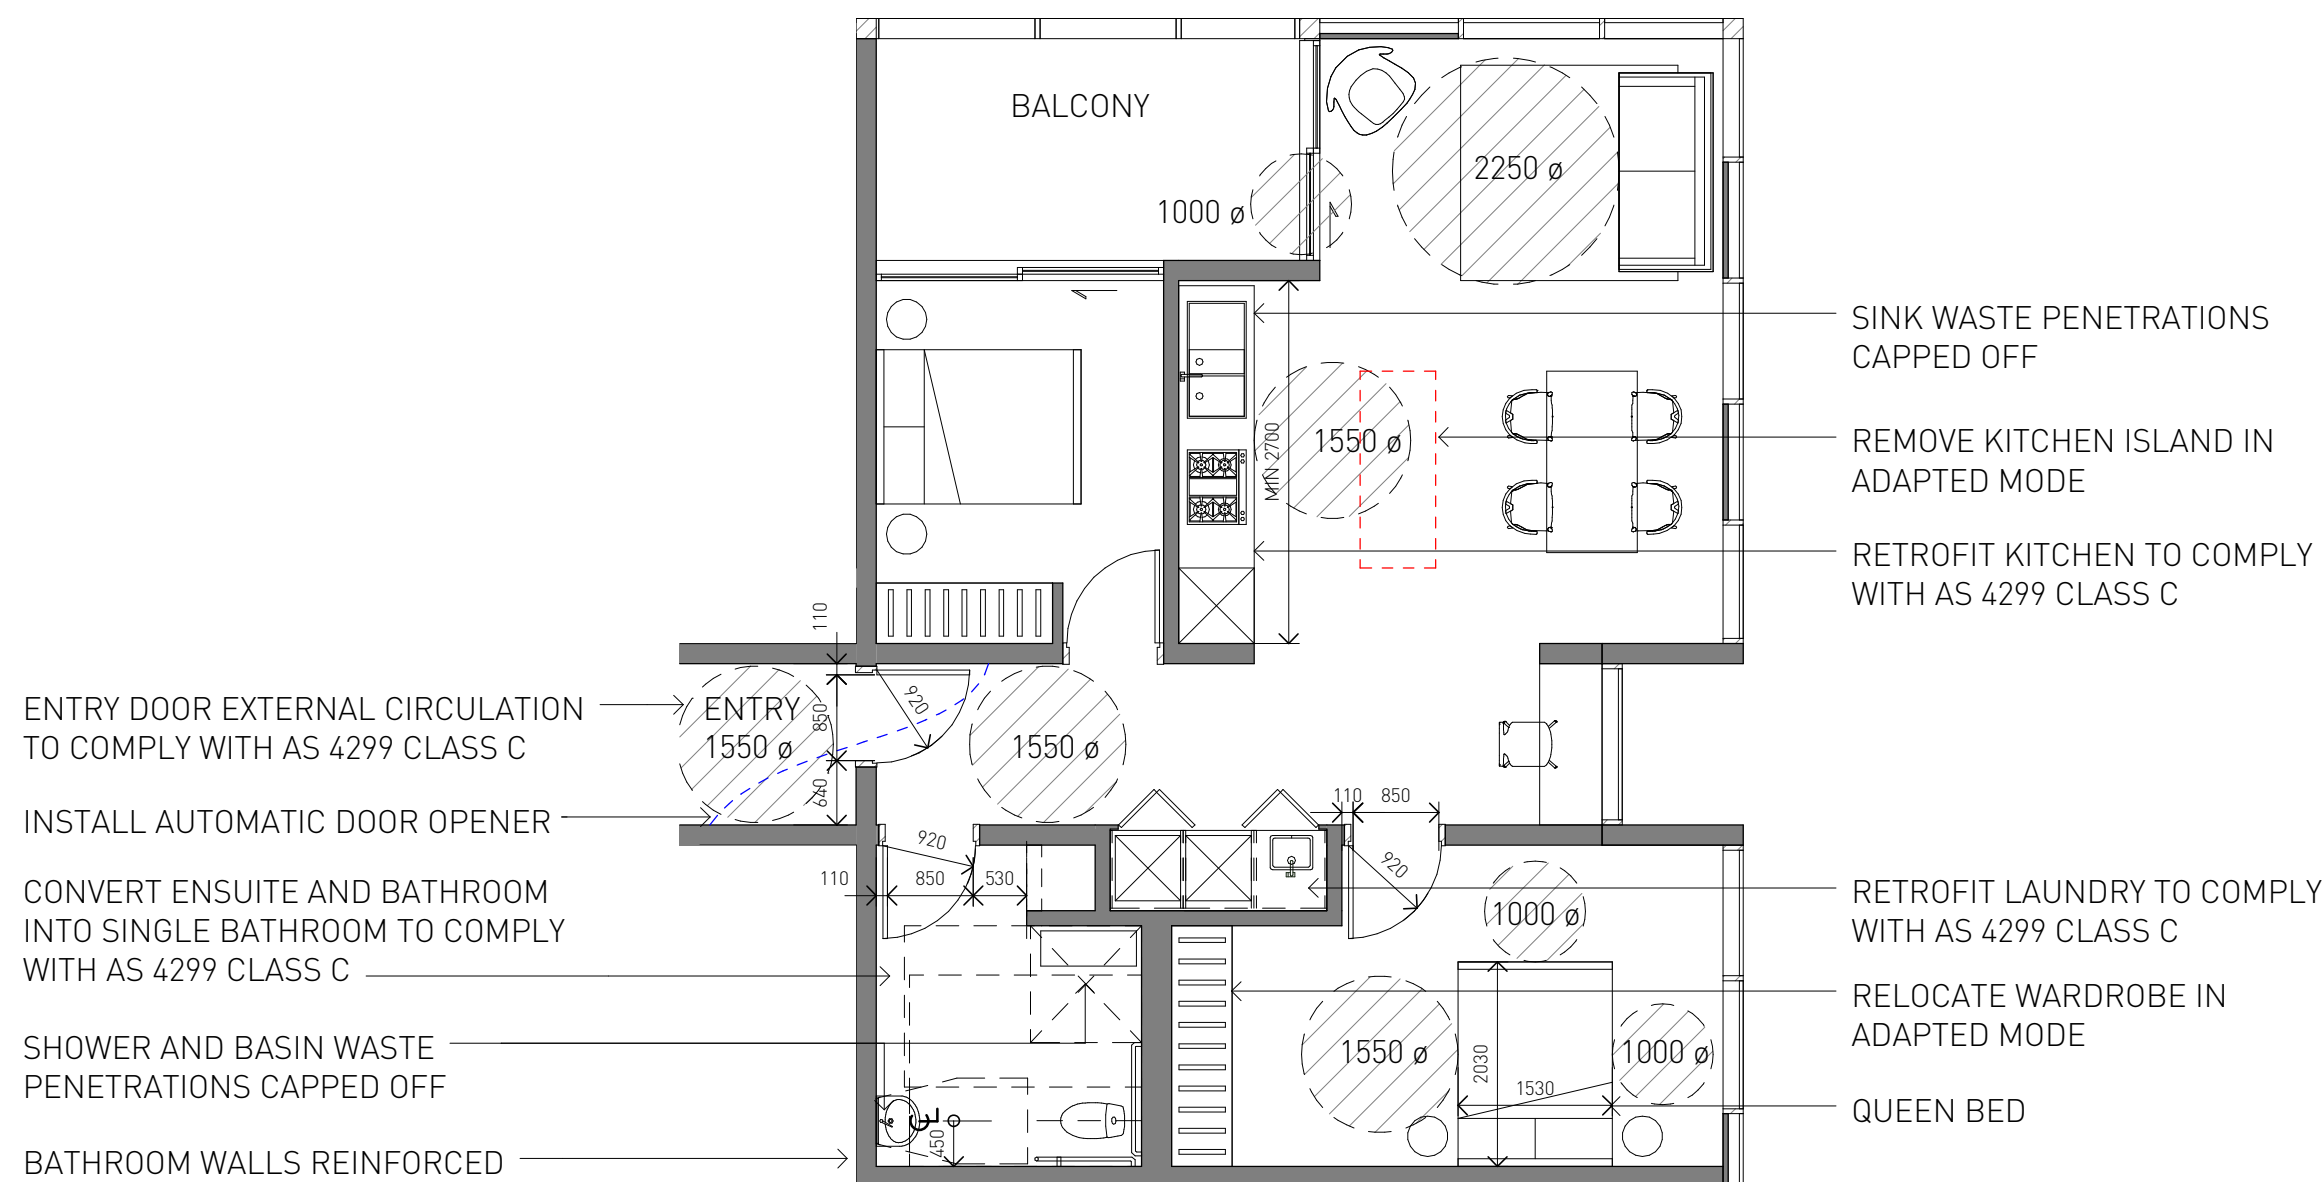 BALCONY
2250 ø
1000 ø
SINK WASTE PENETRATIONS
CAPPED OFF
MIN 2700
1550 ø
REMOVE KITCHEN ISLAND IN
ADAPTED MODE
RETROFIT KITCHEN TO COMPLY
WITH AS 4299 CLASS C
110
ENTRY DOOR EXTERNAL CIRCULATION
TO COMPLY WITH AS 4299 CLASS C
ENTRY
1550 ø
850
920
1550 ø
640
INSTALL AUTOMATIC DOOR OPENER
110
850
920
920
110
850
530
CONVERT ENSUITE AND BATHROOM
INTO SINGLE BATHROOM TO COMPLY
WITH AS 4299 CLASS C
RETROFIT LAUNDRY TO COMPLY
WITH AS 4299 CLASS C
1000 ø
RELOCATE WARDROBE IN
ADAPTED MODE
SHOWER AND BASIN WASTE
PENETRATIONS CAPPED OFF
1550 ø
2030
1000 ø
1530
QUEEN BED
CL
450
BATHROOM WALLS REINFORCED